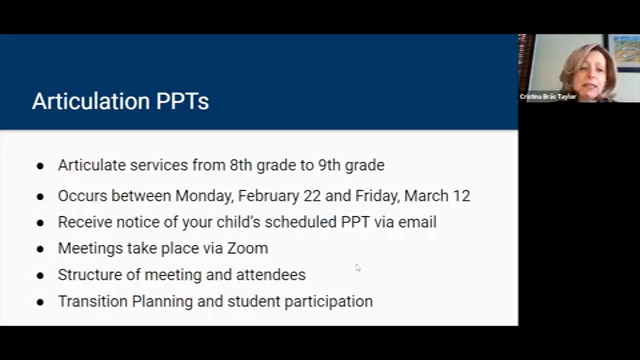 Articulation PPTs
● Articulate services from 8th grade to 9th grade
● Occurs between Monday, February 22 and Friday, March 12
● Receive notice of your child's scheduled PPT via email
● Meetings take place via Zoom
● Structure of meeting and attendees
● Transition Planning and student participation
Cristina Brás Taylor